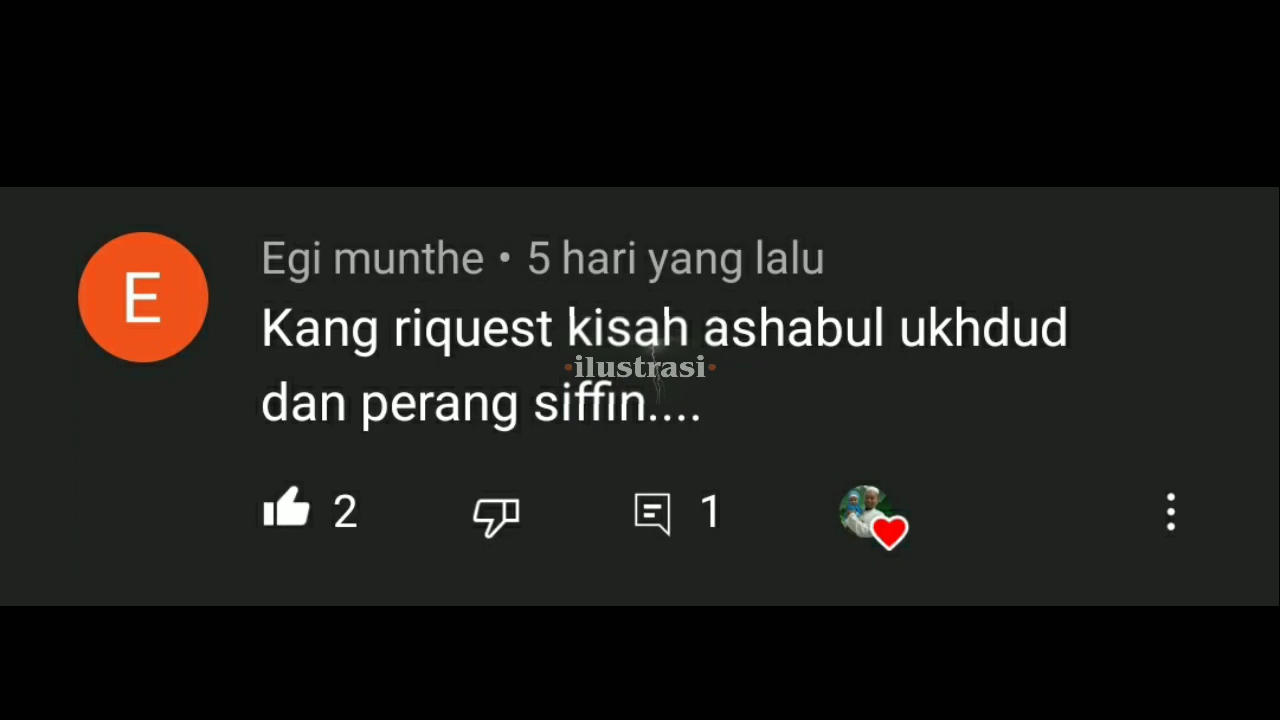 E
Egi munthe • 5 hari yang lalu
Kang riquest kisah ashabul ukhdud
•ilustrasi•
dan perang siffin....
2
1